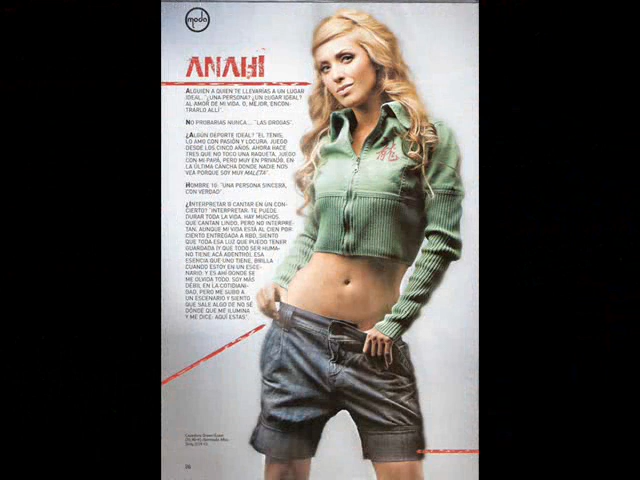 moda
ANAHÍ
ALGUIEN A QUIEN TE LLEVARÍAS A UN LUGAR
IDEAL. "¿UNA PERSONA? ¿UN LUGAR IDEAL?
AL AMOR DE MI VIDA. O, MEJOR, ENCON-
TRARLO ALLÍ".
NO PROBARÍAS NUNCA... "LAS DROGAS".
¿ALGÚN DEPORTE IDEAL? "EL TENIS,
LO AMO CON PASIÓN Y LOCURA. JUEGO
DESDE LOS CINCO AÑOS. AHORA HACE
TRES QUE NO TOCO UNA RAQUETA. JUEGO
CON MI PAPÁ, PERO MUY EN PRIVADO, EN
LA ÚLTIMA CANCHA DONDE NADIE NOS
VEA PORQUE SOY MUY MALETA".
HOMBRE 10. "UNA PERSONA SINCERA,
CON VERDAD".
¿INTERPRETAR O CANTAR EN UN CON-
CIERTO? "INTERPRETAR. TE PUEDE
DURAR TODA LA VIDA. HAY MUCHOS
QUE CANTAN LINDO, PERO NO INTERPRE-
TAN. AUNQUE MI VIDA ESTÁ AL CIEN POR
CIENTO ENTREGADA A RBD, SIENTO
QUE TODA ESA LUZ QUE PUEDO TENER
GUARDADA (Y QUE TODO SER HUMA-
NO TIENE ACÁ ADENTRO), ESA
ESENCIA QUE UNO TIENE, BRILLA
CUANDO ESTOY EN UN ESCE-
NARIO. Y ES AHÍ DONDE SE
ME OLVIDA TODO. SOY MÁS
DÉBIL EN LA COTIDIANI-
DAD, PERO ME SUBO A
UN ESCENARIO Y SIENTO
QUE SALE ALGO DE NO SÉ
DÓNDE QUE ME ILUMINA
Y ME DICE: AQUÍ ESTÁS".
龍
26